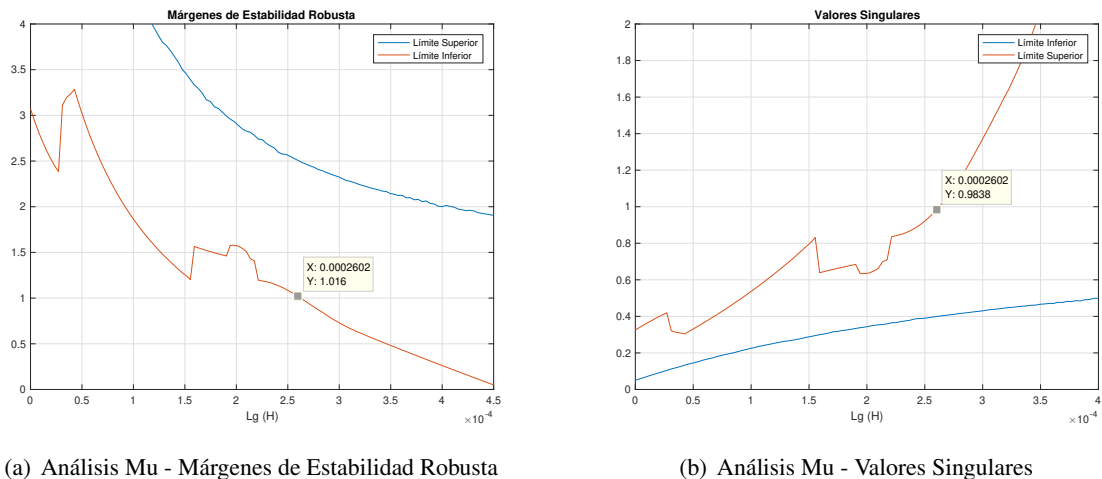 Márgenes de Estabilidad Robusta
4
3.5
3
2.5
2
1.5
1
0.5
0
Límite Superior
Límite Inferior
X: 0.0002602
Y: 1.016
0 0.5 1 1.5 2 2.5 3 3.5 4 4.5
Lg (H)
×10⁻⁴
Valores Singulares
2
1.8
1.6
1.4
1.2
1
0.8
0.6
0.4
0.2
0
Límite Inferior
Límite Superior
X: 0.0002602
Y: 0.9838
0 0.5 1 1.5 2 2.5 3 3.5 4
Lg (H)
×10⁻⁴
(a) Análisis Mu - Márgenes de Estabilidad Robusta
(b) Análisis Mu - Valores Singulares